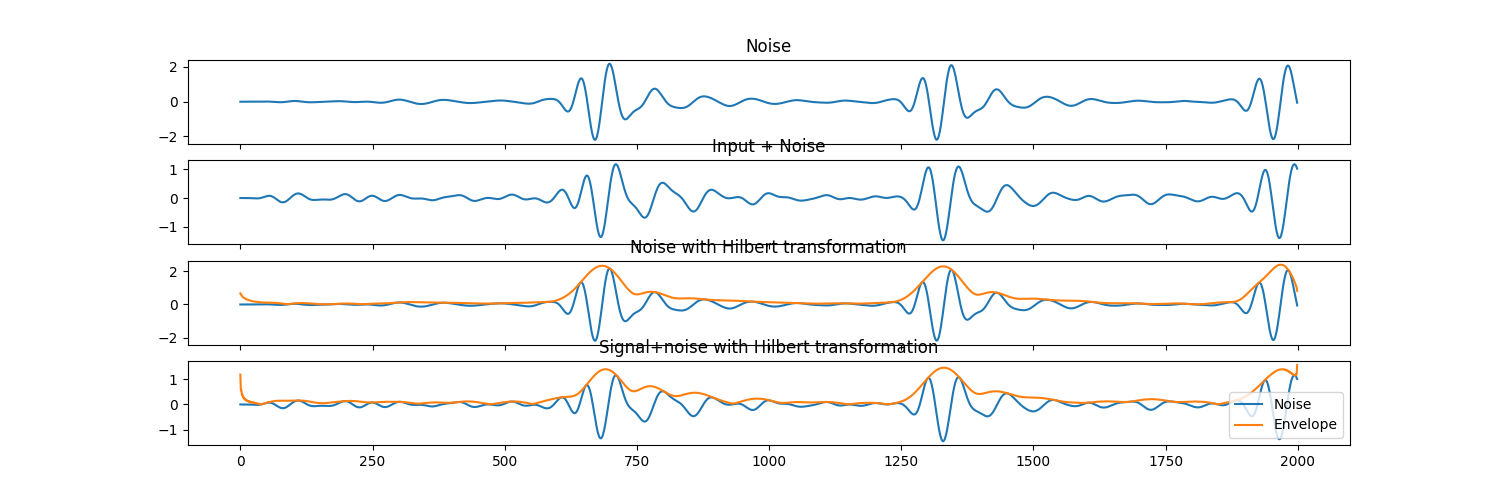 Noise
2
0
−2
Input + Noise
1
0
−1
Noise with Hilbert transformation
2
0
−2
Signal+noise with Hilbert transformation
1
0
−1
Noise
Envelope
0 250 500 750 1000 1250 1500 1750 2000